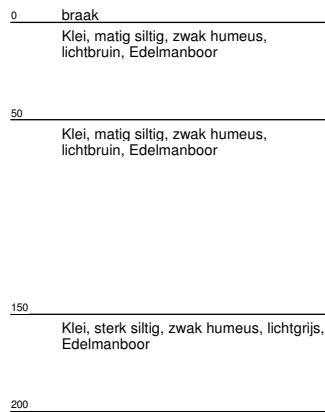 0 braak
Klei, matig siltig, zwak humeus,
lichtbruin, Edelmanboor
50
Klei, matig siltig, zwak humeus,
lichtbruin, Edelmanboor
150
Klei, sterk siltig, zwak humeus, lichtgrijs,
Edelmanboor
200